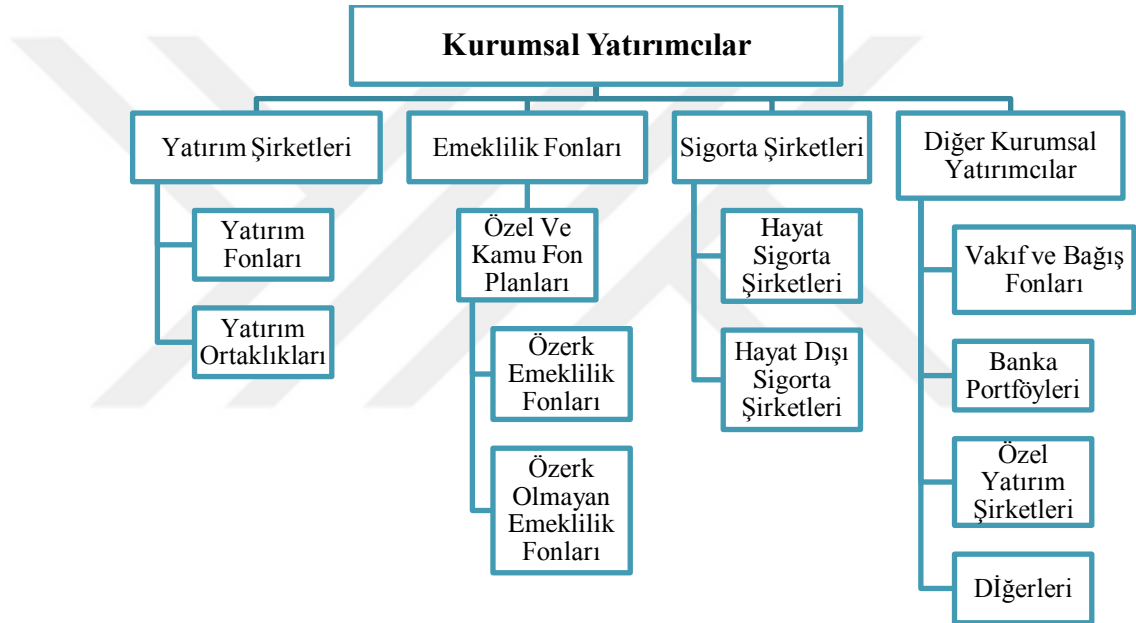 Kurumsal Yatırımcılar
Yatırım Şirketleri
Yatırım
Fonları
Yatırım
Ortaklıkları
Emeklilik Fonları
Özel Ve
Kamu Fon
Planları
Özerk
Emeklilik
Fonları
Özerk
Olmayan
Emeklilik
Fonları
Sigorta Şirketleri
Hayat
Sigorta
Şirketleri
Hayat Dışı
Sigorta
Şirketleri
Diğer Kurumsal
Yatırımcılar
Vakıf ve Bağış
Fonları
Banka
Portföyleri
Özel
Yatırım
Şirketleri
Dİğerleri